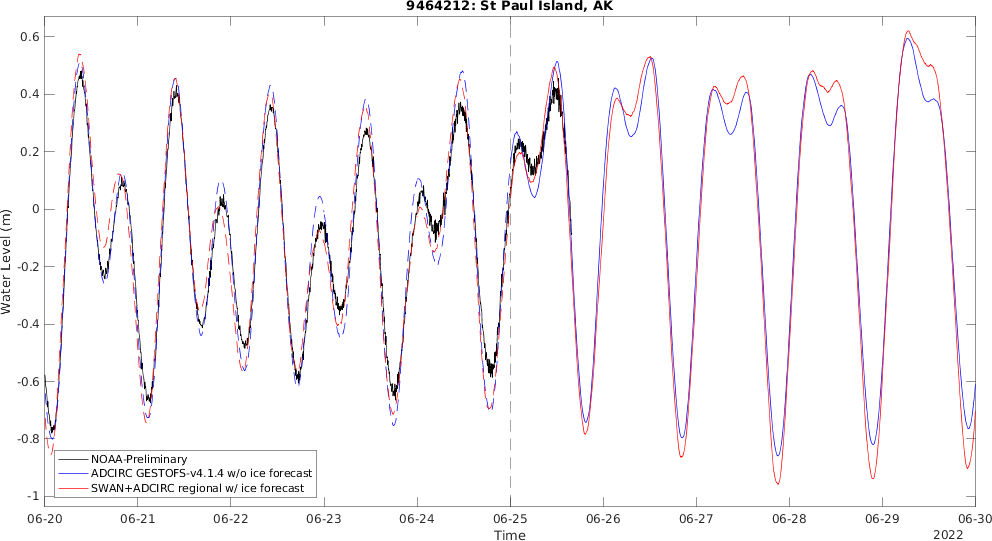 9464212: St Paul Island, AK
Water Level (m)
0.6
0.4
0.2
0
-0.2
-0.4
-0.6
-0.8
-1
NOAA-Preliminary
ADCIRC GESTOFS-v4.1.4 w/o ice forecast
SWAN+ADCIRC regional w/ ice forecast
06-20 06-21 06-22 06-23 06-24 06-25 06-26 06-27 06-28 06-29 06-30
Time
2022